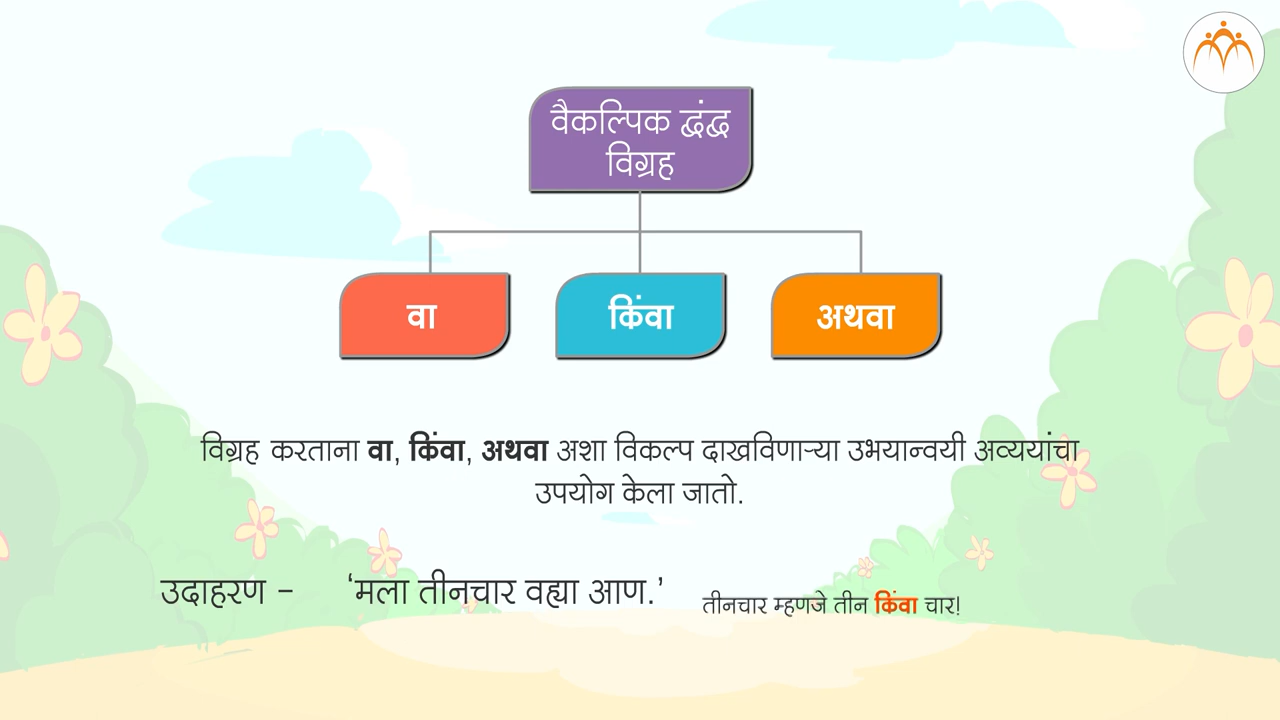 वैकल्पिक द्वंद्व
विग्रह
वा
किंवा
अथवा
विग्रह करताना वा, किंवा, अथवा अशा विकल्प दाखविणाऱ्या उभयान्वयी अव्ययांचा
उपयोग केला जातो.
उदाहरण – ‘मला तीनचार वह्या आण.’
तीनचार म्हणजे तीन किंवा चार!